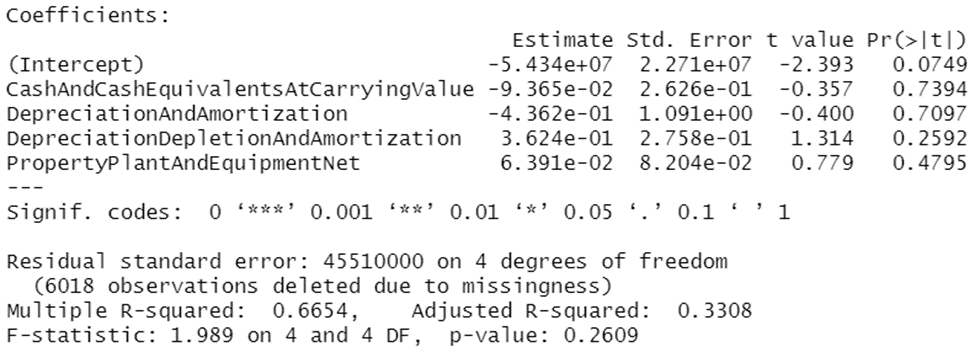 Coefficients:
                                        Estimate Std. Error t value Pr(>|t|)
(Intercept)                           -5.434e+07  2.271e+07  -2.393   0.0749
CashAndCashEquivalentsAtCarryingValue -9.365e-02  2.626e-01  -0.357   0.7394
DepreciationAndAmortization           -4.362e-01  1.091e+00  -0.400   0.7097
DepreciationDepletionAndAmortization   3.624e-01  2.758e-01   1.314   0.2592
PropertyPlantAndEquipmentNet           6.391e-02  8.204e-02   0.779   0.4795
---
Signif. codes:  0 ‘***’ 0.001 ‘**’ 0.01 ‘*’ 0.05 ‘.’ 0.1 ‘ ’ 1
Residual standard error: 45510000 on 4 degrees of freedom
  (6018 observations deleted due to missingness)
Multiple R-squared:  0.6654,	Adjusted R-squared:  0.3308
F-statistic: 1.989 on 4 and 4 DF,  p-value: 0.2609